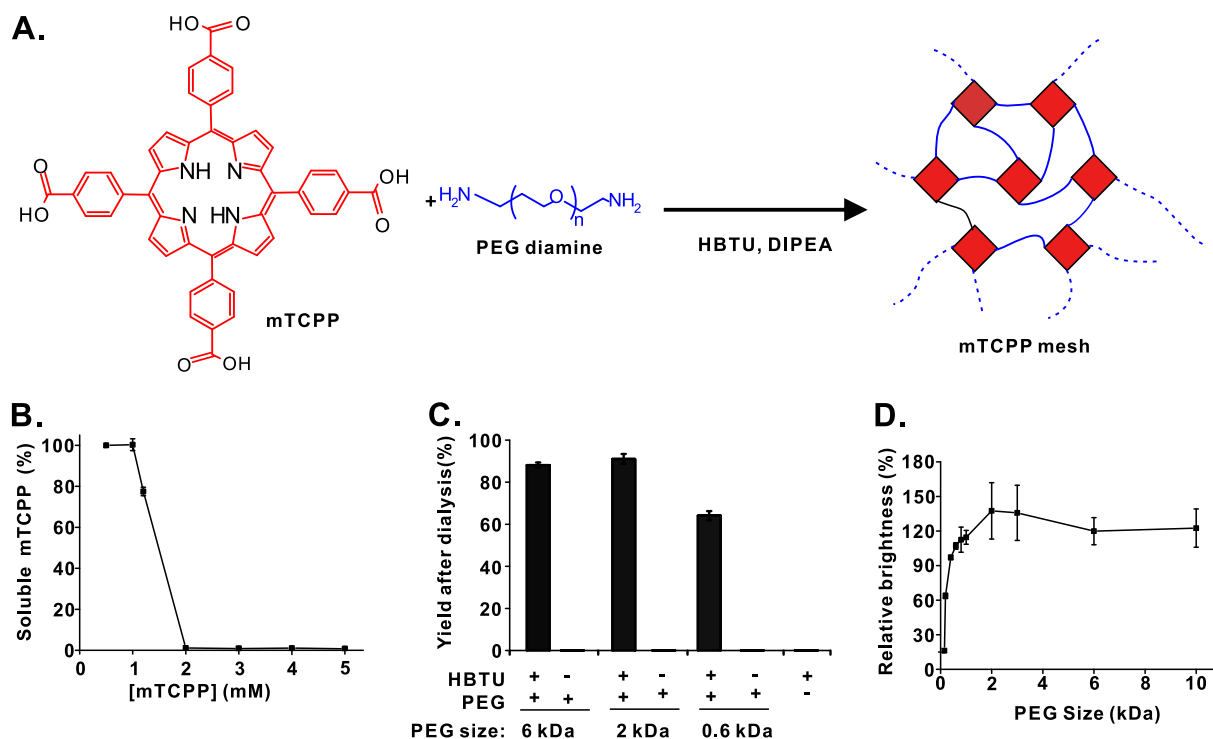 A.
HO O
O
HO
NH N
N HN
O
OH
O OH
mTCPP
+ H2N ( O )n NH2
PEG diamine
HBTU, DIPEA
mTCPP mesh
B.
Soluble mTCPP (%)
100
80
60
40
20
0
0 1 2 3 4 5
[mTCPP] (mM)
C.
Yield after dialysis(%)
100
80
60
40
20
0
HBTU + - + - + - +
PEG + + + + + + -
PEG size: 6 kDa 2 kDa 0.6 kDa
D.
Relative brightness (%)
180
150
120
90
60
30
0
0 2 4 6 8 10
PEG Size (kDa)